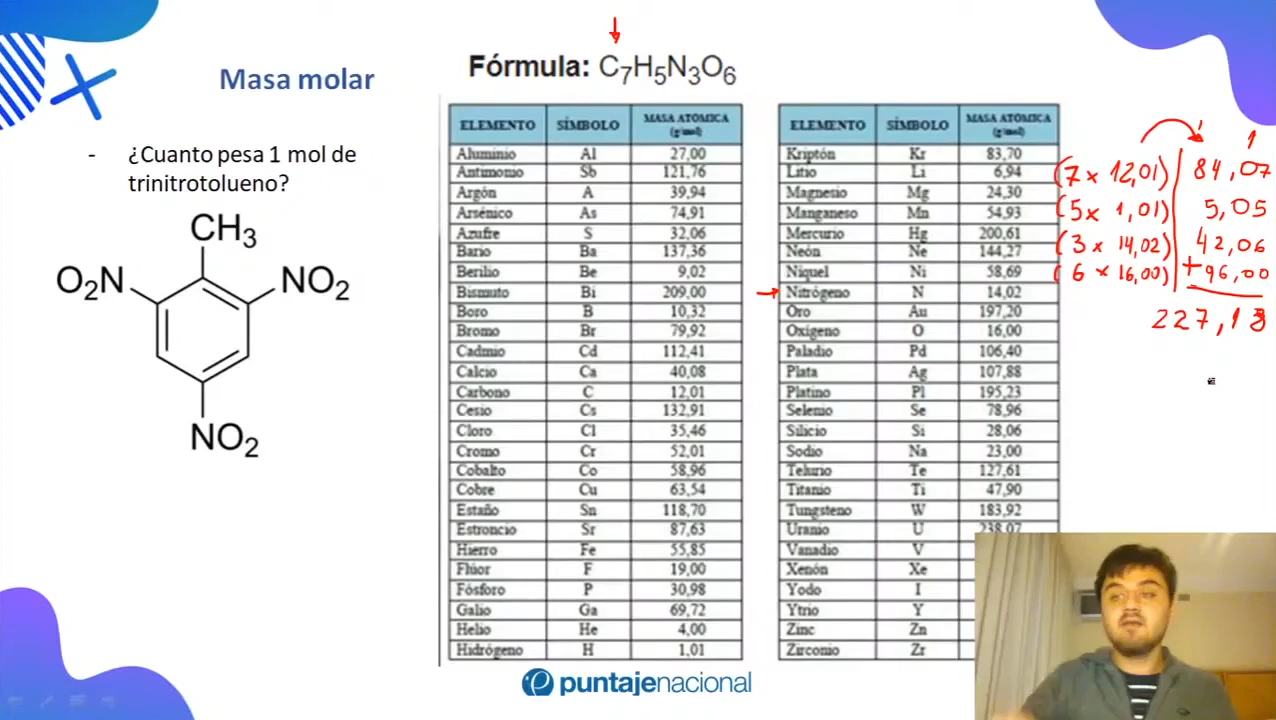 Masa molar
Fórmula: C7H5N3O6
- ¿Cuanto pesa 1 mol de
trinitrotolueno?
CH3
O2N
NO2
NO2
ELEMENTO SÍMBOLO MASA ATOMICA (g/mol)
Aluminio Al 27,00
Antimonio Sb 121,76
Argón A 39,94
Arsénico As 74,91
Azufre S 32,06
Bario Ba 137,36
Berilio Be 9,02
Bismuto Bi 209,00
Boro B 10,32
Bromo Br 79,92
Cadmio Cd 112,41
Calcio Ca 40,08
Carbono C 12,01
Cesio Cs 132,91
Cloro Cl 35,46
Cromo Cr 52,01
Cobalto Co 58,96
Cobre Cu 63,54
Estaño Sn 118,70
Estroncio Sr 87,63
Hierro Fe 55,85
Flúor F 19,00
Fósforo P 30,98
Galio Ga 69,72
Helio He 4,00
Hidrógeno H 1,01
ELEMENTO SÍMBOLO MASA ATOMICA (g/mol)
Kriptón Kr 83,70
Litio Li 6,94
Magnesio Mg 24,30
Manganeso Mn 54,93
Mercurio Hg 200,61
Neón Ne 144,27
Níquel Ni 58,69
Nitrógeno N 14,02
Oro Au 197,20
Oxígeno O 16,00
Paladio Pd 106,40
Plata Ag 107,88
Platino Pl 195,23
Selenio Se 78,96
Silicio Si 28,06
Sodio Na 23,00
Telurio Te 127,61
Titanio Ti 47,90
Tungsteno W 183,92
Uranio U 238,07
Vanadio V
Xenón Xe
Yodo I
Ytrio Y
Zinc Zn
Zirconio Zr
1 1
(7 x 12,01) 84,07
(5 x 1,01) 5,05
(3 x 14,02) 42,06
(6 x 16,00) +96,00
227,13
puntajenacional